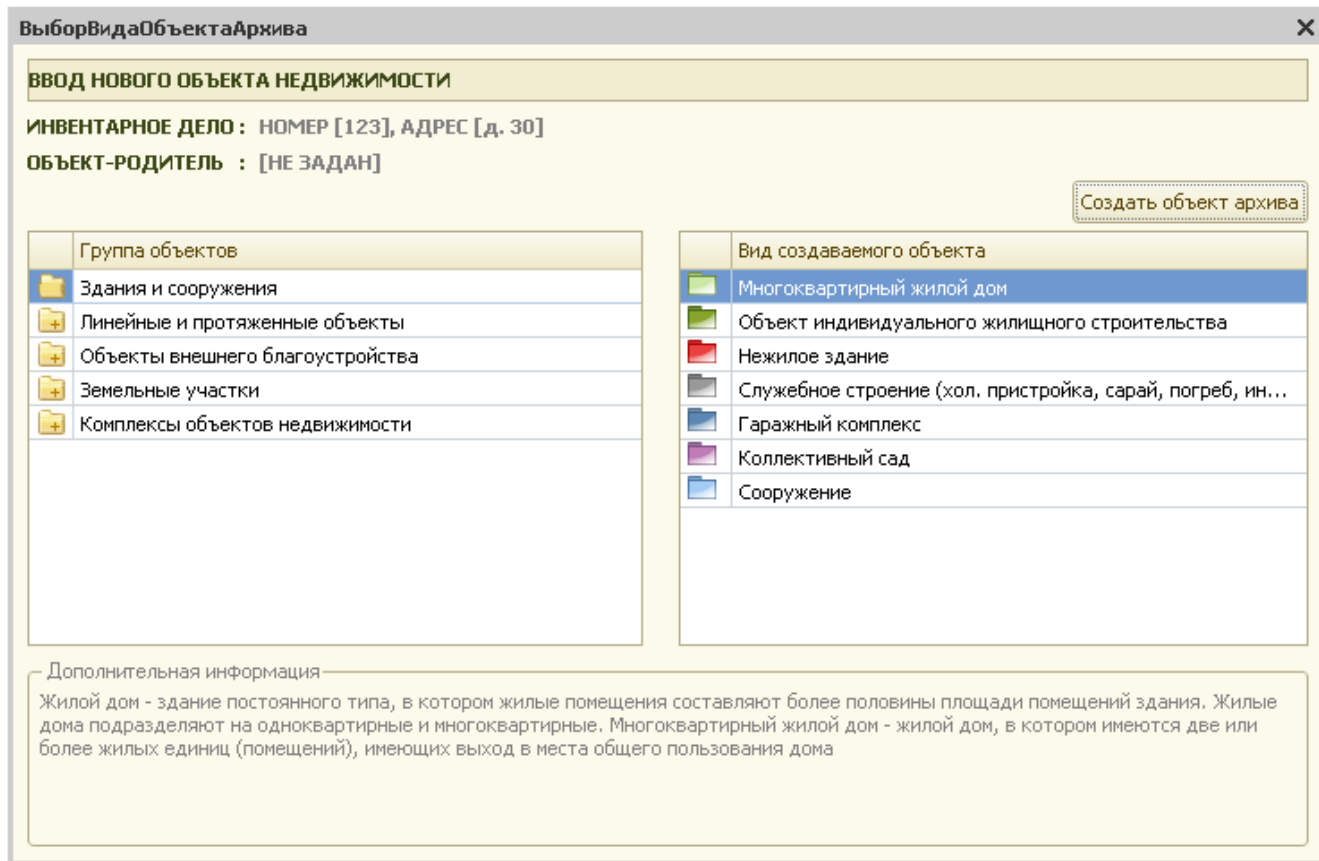 ВыборВидаОбъектаАрхива
ВВОД НОВОГО ОБЪЕКТА НЕДВИЖИМОСТИ
ИНВЕНТАРНОЕ ДЕЛО : НОМЕР [123], АДРЕС [д. 30]
ОБЪЕКТ-РОДИТЕЛЬ : [НЕ ЗАДАН]
Создать объект архива
Группа объектов
Здания и сооружения
Линейные и протяженные объекты
Объекты внешнего благоустройства
Земельные участки
Комплексы объектов недвижимости
Вид создаваемого объекта
Многоквартирный жилой дом
Объект индивидуального жилищного строительства
Нежилое здание
Служебное строение (хол. пристройка, сарай, погреб, ин...
Гаражный комплекс
Коллективный сад
Сооружение
Дополнительная информация
Жилой дом - здание постоянного типа, в котором жилые помещения составляют более половины площади помещений здания. Жилые
дома подразделяют на одноквартирные и многоквартирные. Многоквартирный жилой дом - жилой дом, в котором имеются две или
более жилых единиц (помещений), имеющих выход в места общего пользования дома